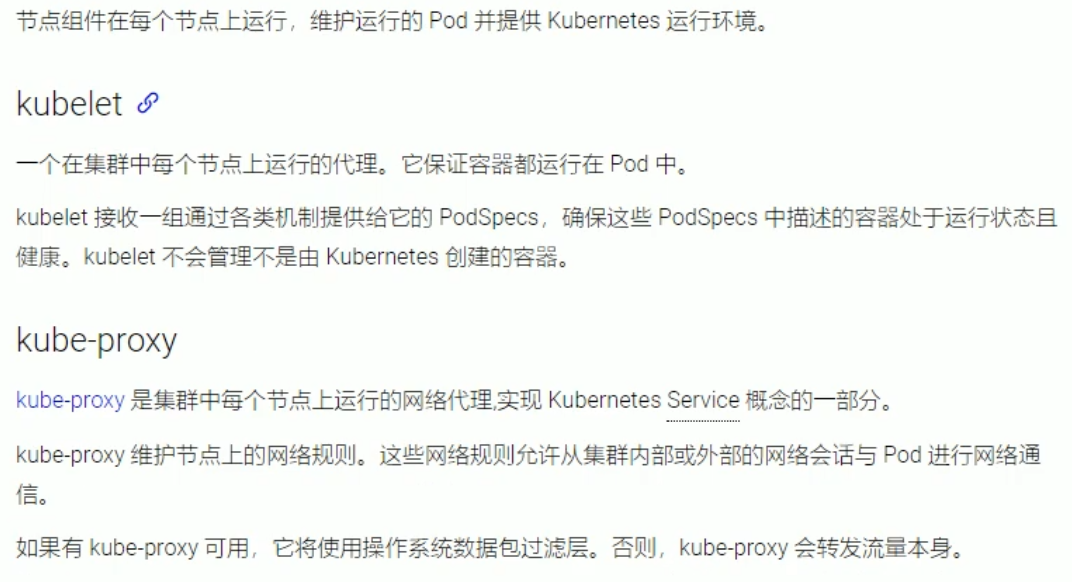 节点组件在每个节点上运行，维护运行的 Pod 并提供 Kubernetes 运行环境。
kubelet
一个在集群中每个节点上运行的代理。它保证容器都运行在 Pod 中。
kubelet 接收一组通过各类机制提供给它的 PodSpecs，确保这些 PodSpecs 中描述的容器处于运行状态且
健康。kubelet 不会管理不是由 Kubernetes 创建的容器。
kube-proxy
kube-proxy 是集群中每个节点上运行的网络代理,实现 Kubernetes Service 概念的一部分。
kube-proxy 维护节点上的网络规则。这些网络规则允许从集群内部或外部的网络会话与 Pod 进行网络通
信。
如果有 kube-proxy 可用，它将使用操作系统数据包过滤层。否则，kube-proxy 会转发流量本身。